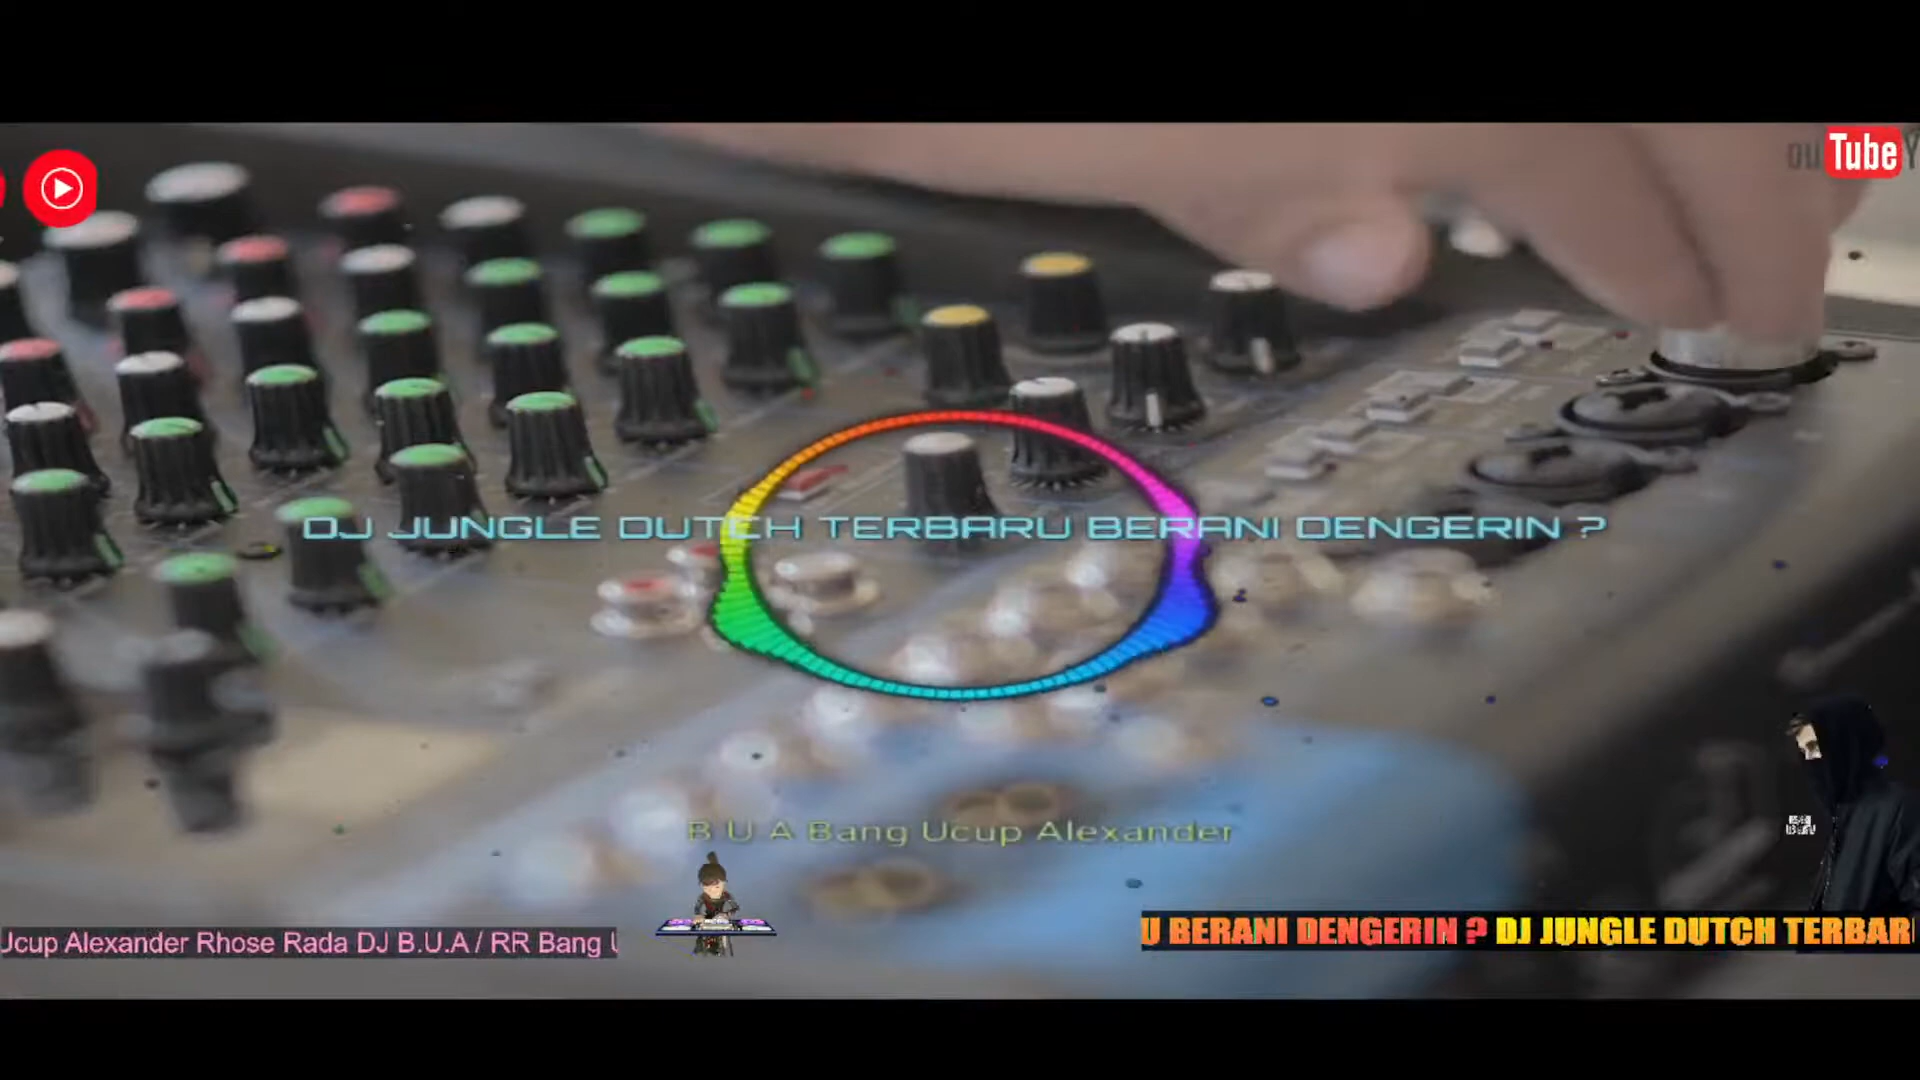 ou Tube Y
DJ JUNGLE DUTCH TERBARU BERANI DENGERIN ?
B U A Bang Ucup Alexander
Ucup Alexander Rhose Rada DJ B.U.A / RR Bang U
U BERANI DENGERIN ? DJ JUNGLE DUTCH TERBAR